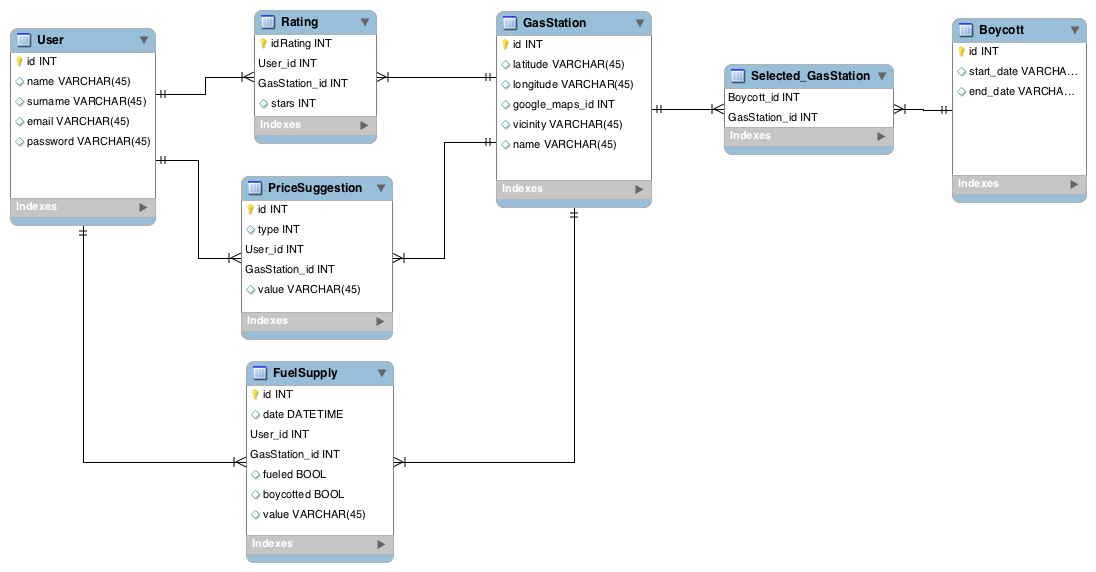 User
id INT
name VARCHAR(45)
surname VARCHAR(45)
email VARCHAR(45)
password VARCHAR(45)
Indexes
Rating
idRating INT
User_id INT
GasStation_id INT
stars INT
Indexes
PriceSuggestion
id INT
type INT
User_id INT
GasStation_id INT
value VARCHAR(45)
Indexes
FuelSupply
id INT
date DATETIME
User_id INT
GasStation_id INT
fueled BOOL
boycotted BOOL
value VARCHAR(45)
Indexes
GasStation
id INT
latitude VARCHAR(45)
longitude VARCHAR(45)
google_maps_id INT
vicinity VARCHAR(45)
name VARCHAR(45)
Indexes
Selected_GasStation
Boycott_id INT
GasStation_id INT
Indexes
Boycott
id INT
start_date VARCHA...
end_date VARCHA...
Indexes